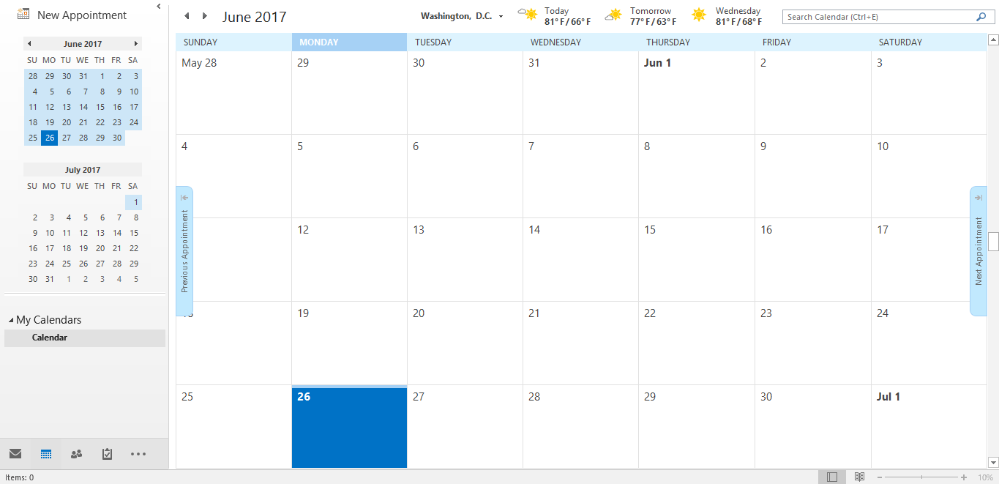 New Appointment
June 2017
SU MO TU WE TH FR SA
28 29 30 31 1 2 3
4 5 6 7 8 9 10
11 12 13 14 15 16 17
18 19 20 21 22 23 24
25 26 27 28 29 30
July 2017
SU MO TU WE TH FR SA
1
2 3 4 5 6 7 8
9 10 11 12 13 14 15
16 17 18 19 20 21 22
23 24 25 26 27 28 29
30 31 1 2 3 4 5
My Calendars
Calendar
June 2017
Washington, D.C.
Today
81° F / 66° F
Tomorrow
77° F / 63° F
Wednesday
81° F / 68° F
Search Calendar (Ctrl+E)
SUNDAY MONDAY TUESDAY WEDNESDAY THURSDAY FRIDAY SATURDAY
May 28 29 30 31 Jun 1 2 3
4 5 6 7 8 9 10
Previous Appointment
12 13 14 15 16 17
Next Appointment
19 20 21 22 23 24
25 26 27 28 29 30 Jul 1
Items: 0
10%